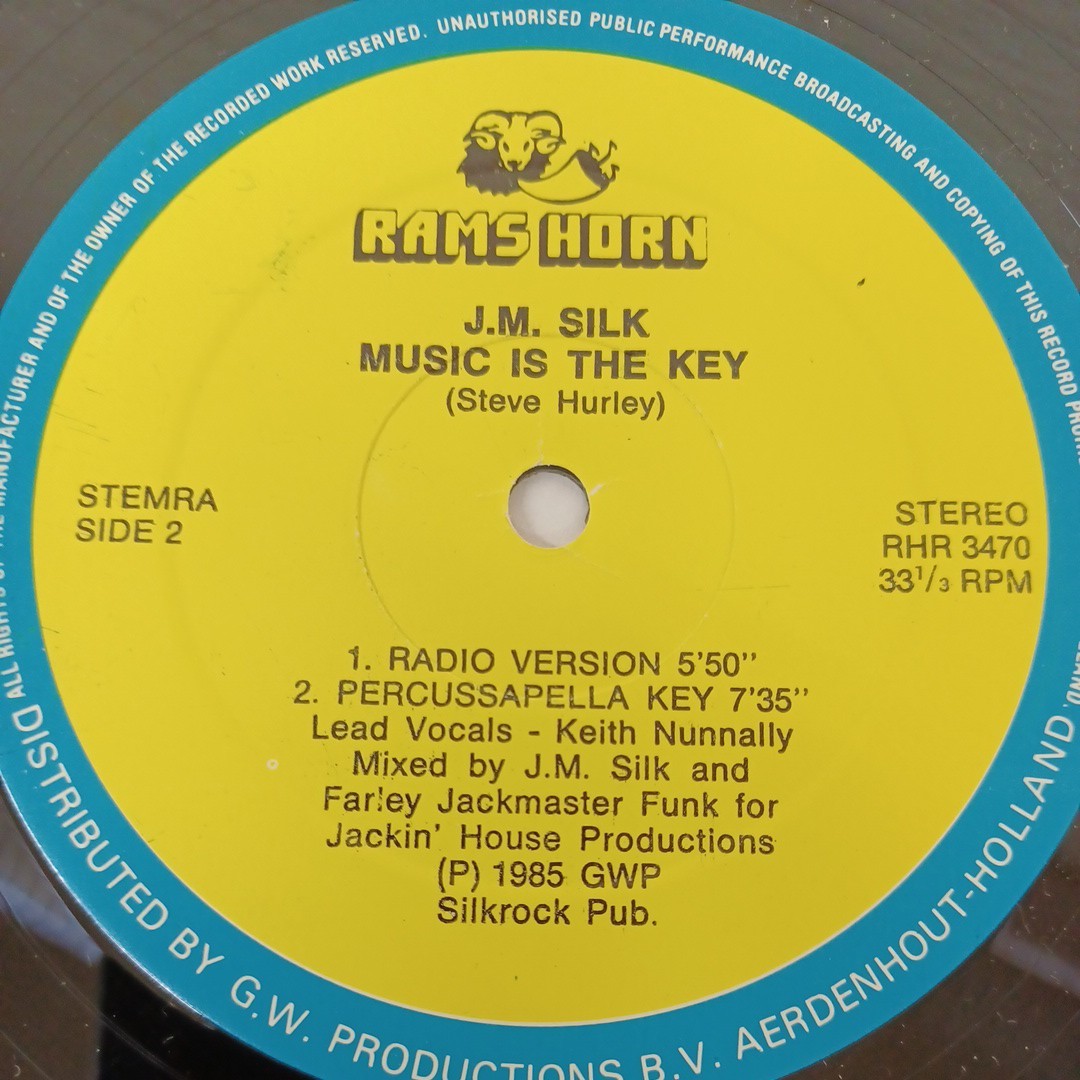 ALL RIGHTS OF THE MANUFACTURER AND OF THE OWNER OF THE RECORDED WORK RESERVED. UNAUTHORISED PUBLIC PERFORMANCE BROADCASTING AND COPYING OF THIS RECORD
RAMS HORN
J.M. SILK
MUSIC IS THE KEY
(Steve Hurley)
STEMRA
SIDE 2
STEREO
RHR 3470
33 1/3 RPM
1. RADIO VERSION 5'50''
2. PERCUSSAPELLA KEY 7'35''
Lead Vocals - Keith Nunnally
Mixed by J.M. Silk and
Farley Jackmaster Funk for
Jackin' House Productions
(P) 1985 GWP
Silkrock Pub.
DISTRIBUTED BY G.W. PRODUCTIONS B.V. AERDENHOUT-HOLLAND